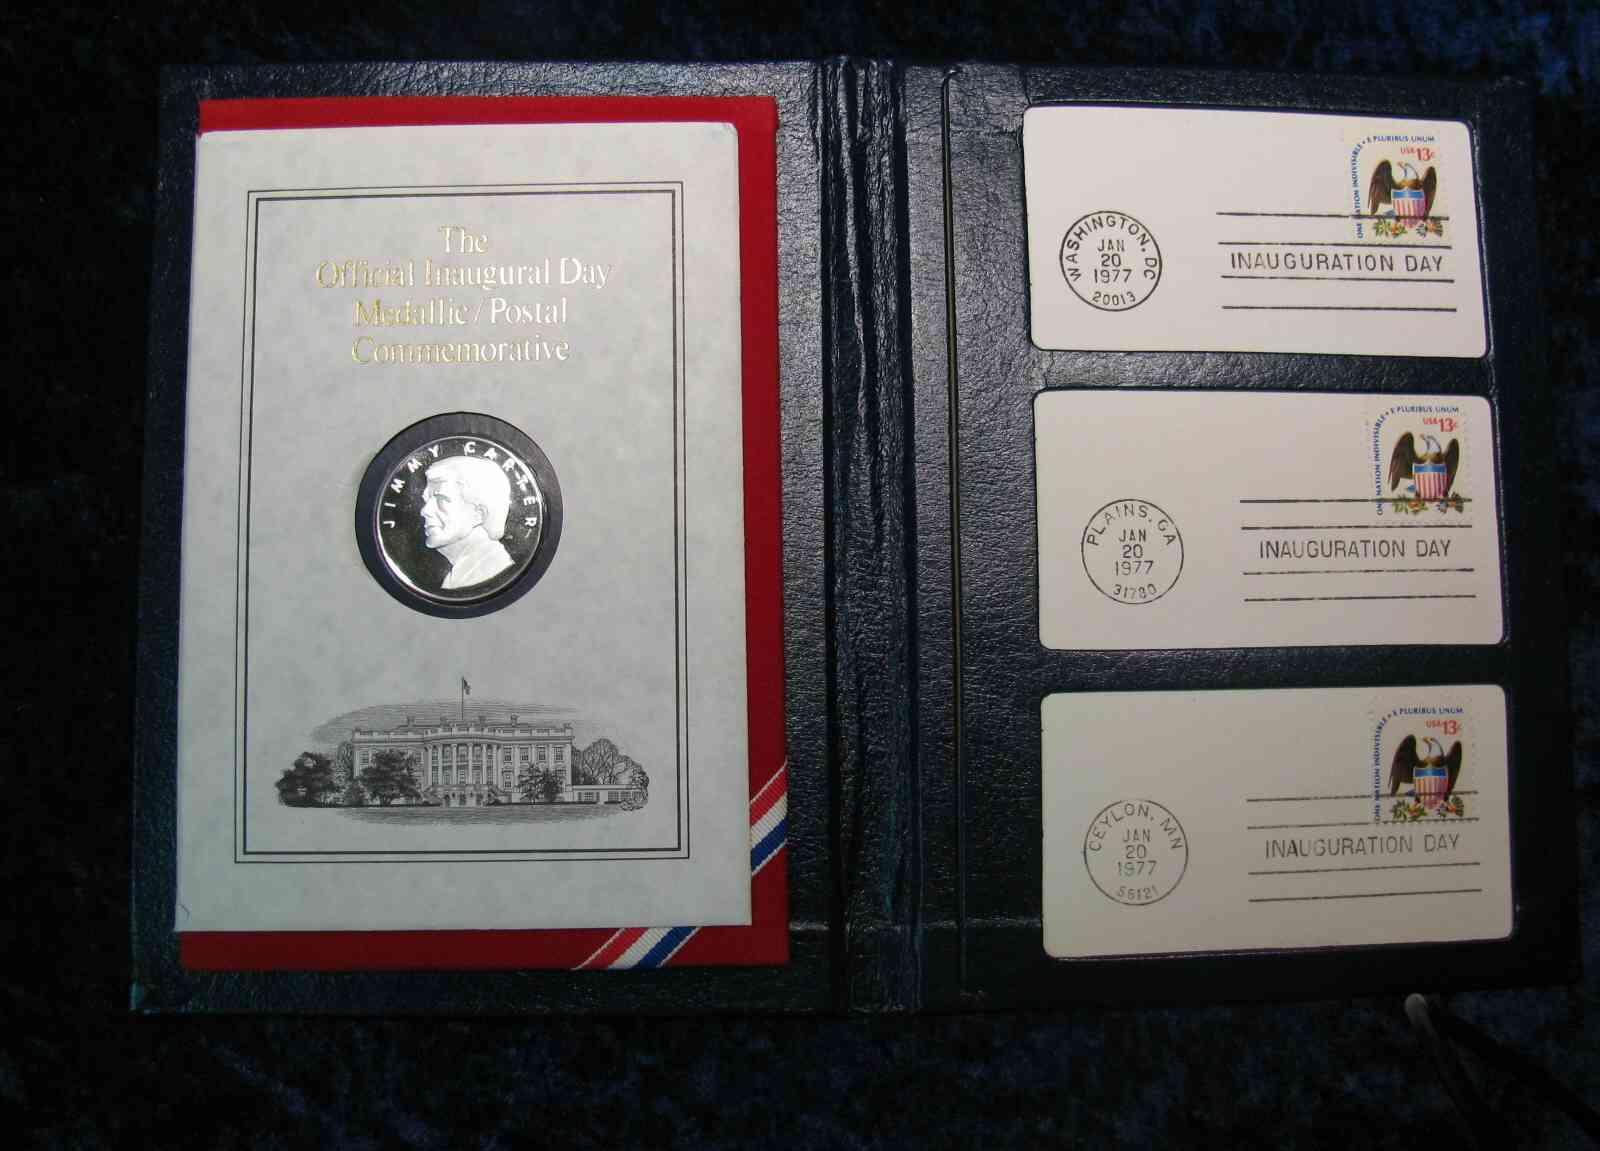 The
Official Inaugural Day
Medallic/Postal
Commemorative
JIMMY CARTER
ONE NATION INDIVISIBLE • E PLURIBUS UNUM
USA 13c
WASHINGTON, DC
JAN
20
1977
20013
INAUGURATION DAY
ONE NATION INDIVISIBLE • E PLURIBUS UNUM
USA 13c
PLAINS, GA
JAN
20
1977
31780
INAUGURATION DAY
ONE NATION INDIVISIBLE • E PLURIBUS UNUM
USA 13c
CEYLON, MN
JAN
20
1977
56121
INAUGURATION DAY